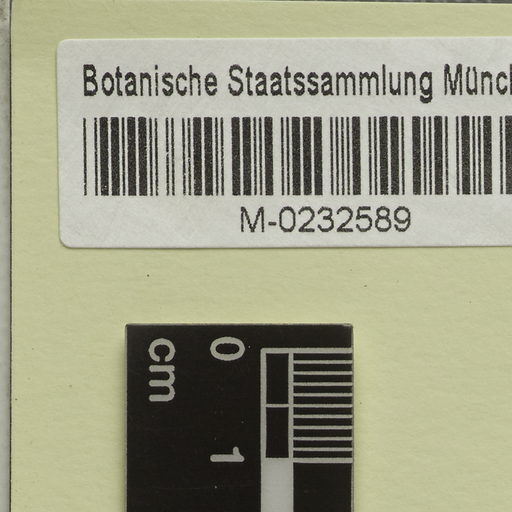 Botanische Staatssammlung Münc
M-0232589
cm
0
1